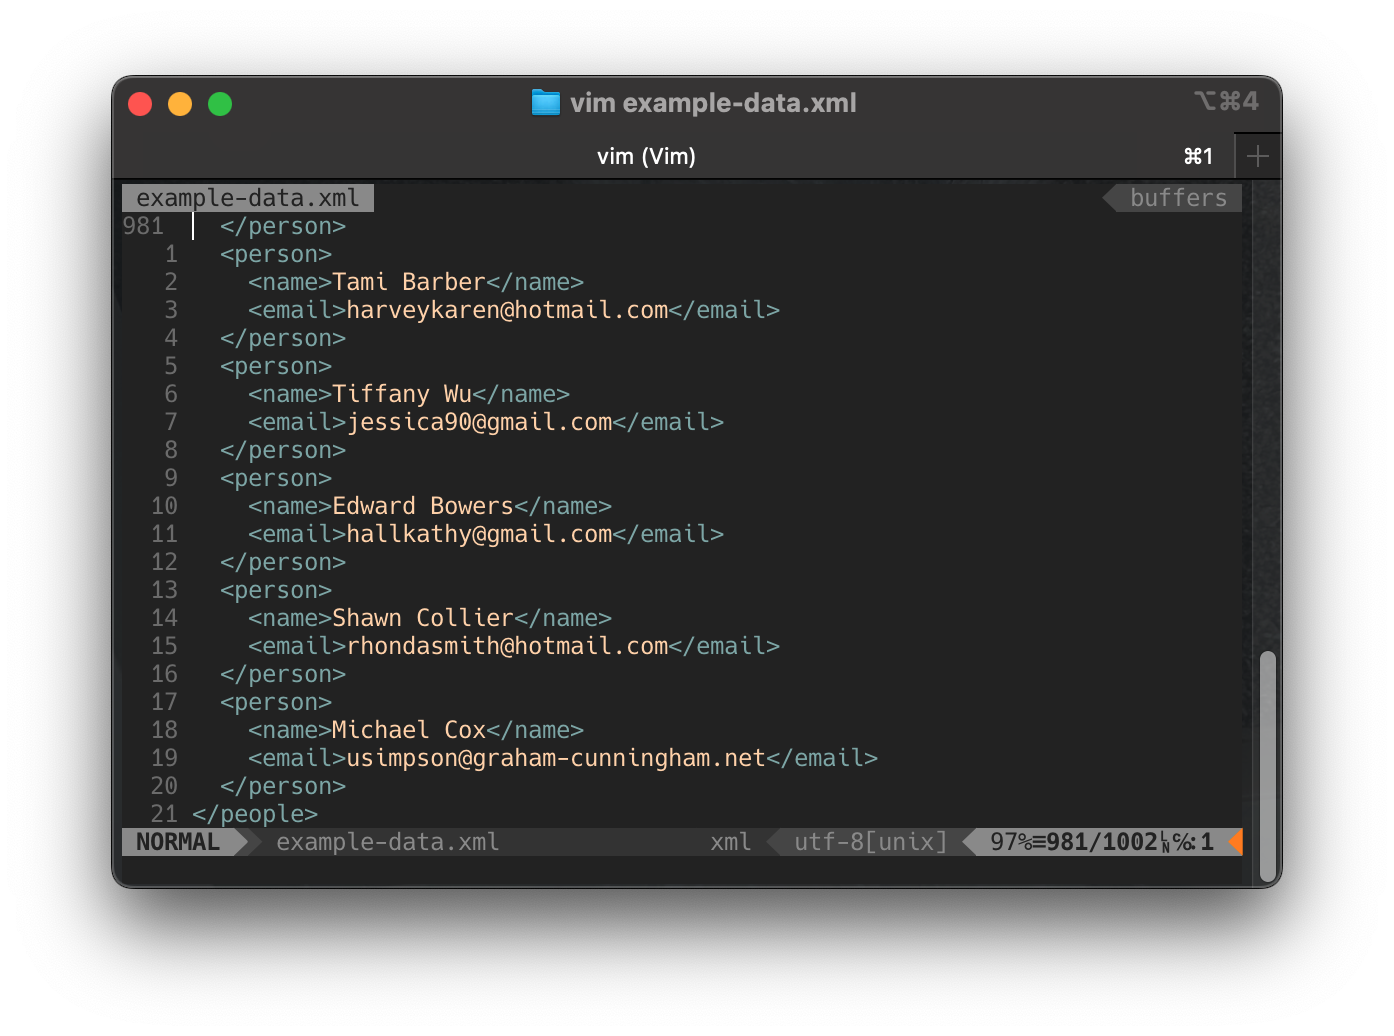 vim example-data.xml ⌥⌘4
vim (Vim) ⌘1 +
example-data.xml buffers
981   </person>
1   <person>
2     <name>Tami Barber</name>
3     <email>harveykaren@hotmail.com</email>
4   </person>
5   <person>
6     <name>Tiffany Wu</name>
7     <email>jessica90@gmail.com</email>
8   </person>
9   <person>
10     <name>Edward Bowers</name>
11     <email>hallkathy@gmail.com</email>
12   </person>
13   <person>
14     <name>Shawn Collier</name>
15     <email>rhondasmith@hotmail.com</email>
16   </person>
17   <person>
18     <name>Michael Cox</name>
19     <email>usimpson@graham-cunningham.net</email>
20   </person>
21 </people>
NORMAL example-data.xml xml utf-8[unix] 97%≡981/1002␤℅:1